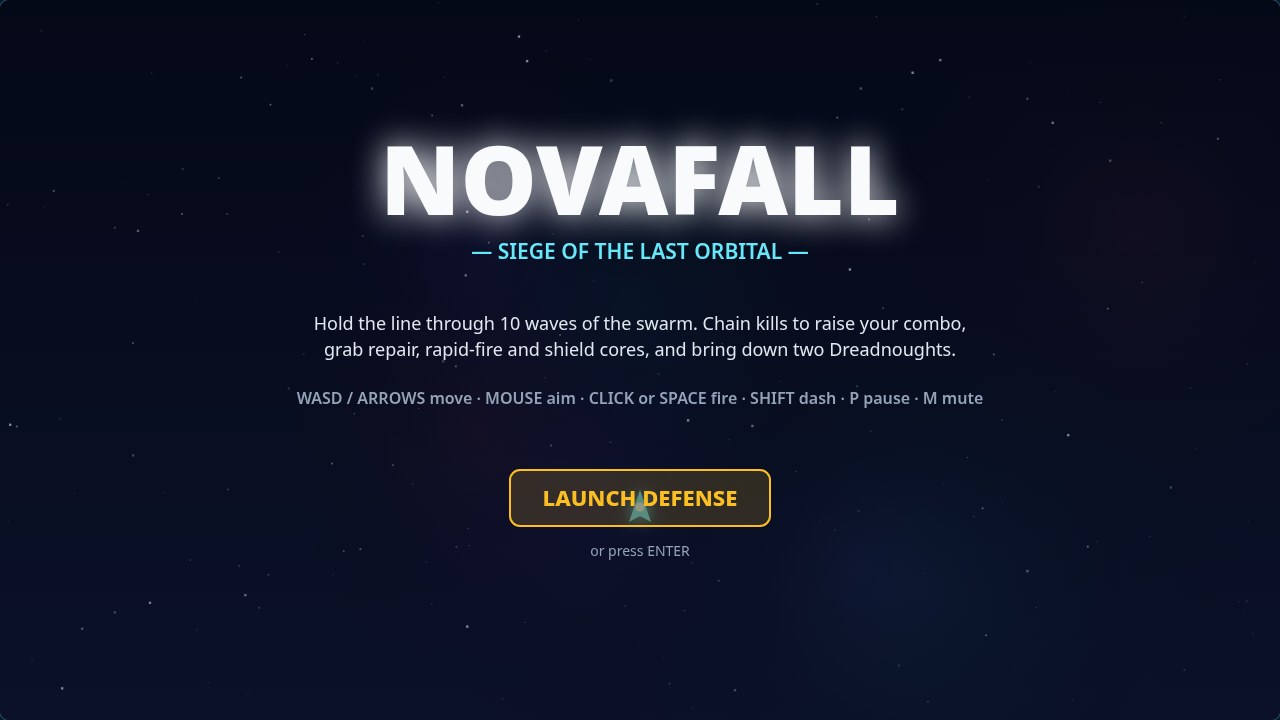 NOVAFALL
— SIEGE OF THE LAST ORBITAL —
Hold the line through 10 waves of the swarm. Chain kills to raise your combo,
grab repair, rapid-fire and shield cores, and bring down two Dreadnoughts.
WASD / ARROWS move · MOUSE aim · CLICK or SPACE fire · SHIFT dash · P pause · M mute
LAUNCH DEFENSE
or press ENTER